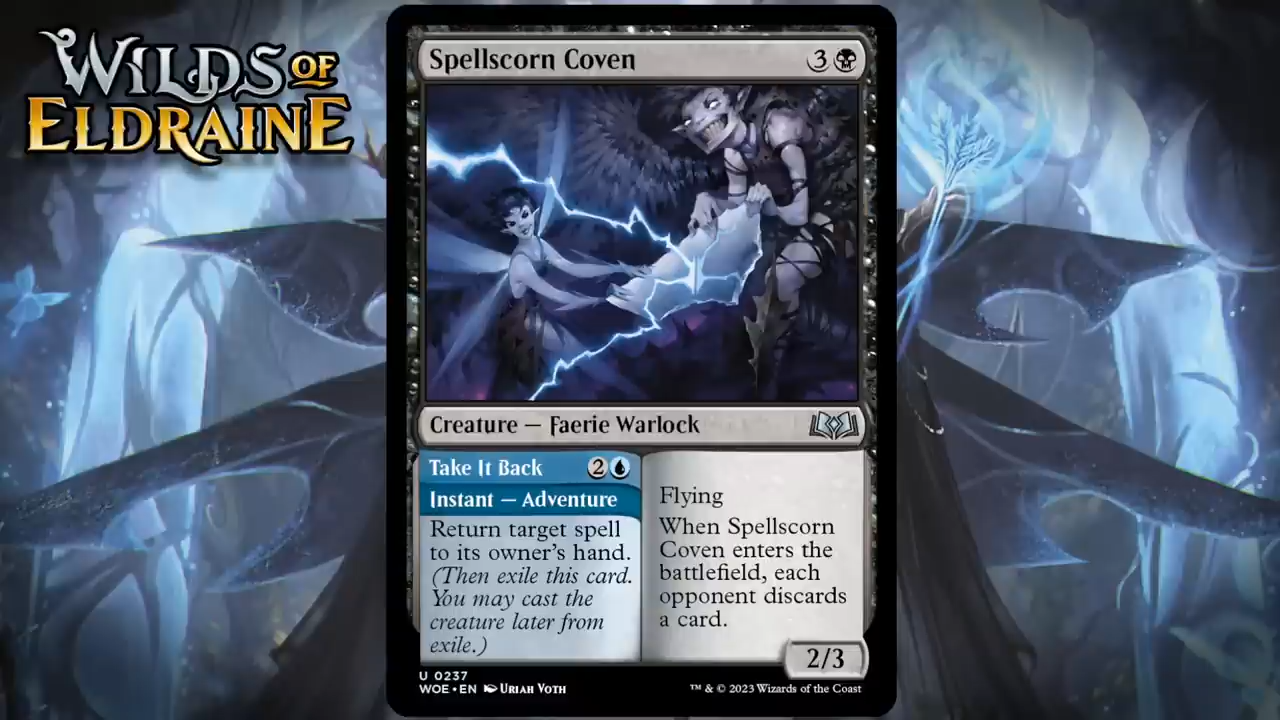 WILDS OF
ELDRAINE
Spellscorn Coven 3
Creature — Faerie Warlock
Take It Back 2
Instant — Adventure
Return target spell
to its owner's hand.
(Then exile this card.
You may cast the
creature later from
exile.)
Flying
When Spellscorn
Coven enters the
battlefield, each
opponent discards
a card.
2/3
U 0237
WOE • EN Uriah Voth
™ & © 2023 Wizards of the Coast